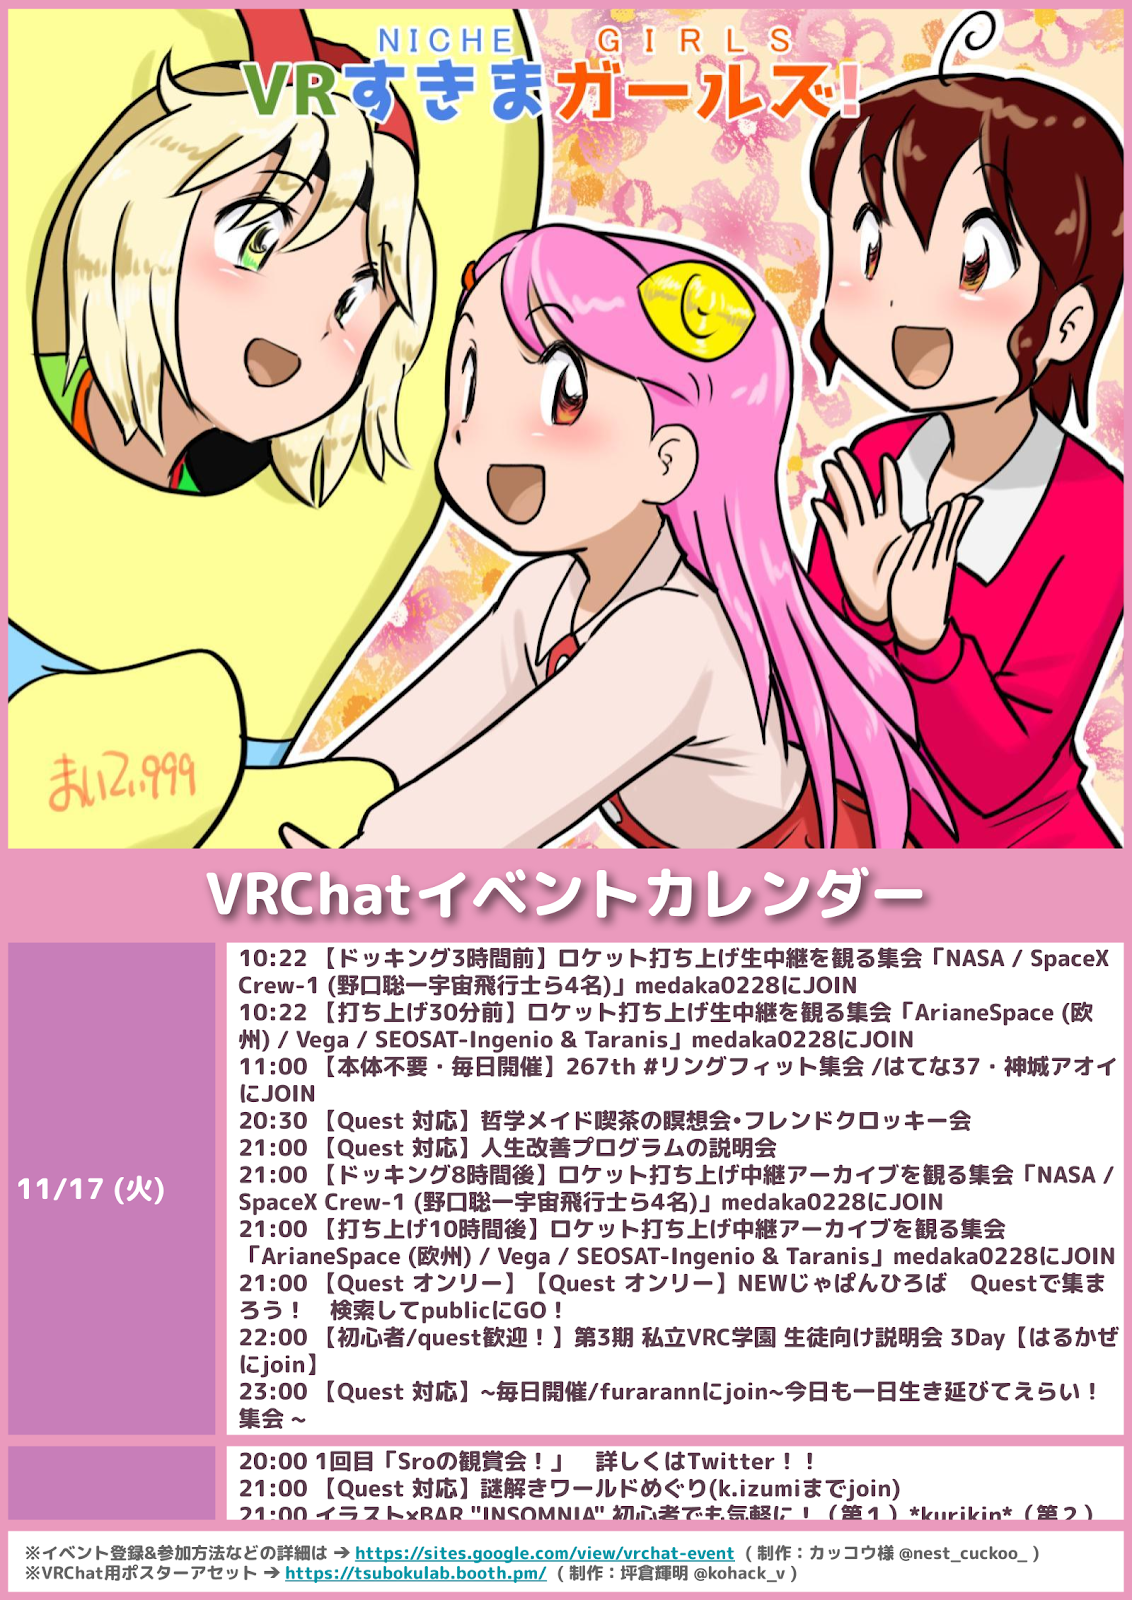 NICHE GIRLS
VRすきまガールズ!
まいてぃ999
VRChatイベントカレンダー
11/17 (火)
10:22 【ドッキング3時間前】ロケット打ち上げ生中継を観る集会「NASA / SpaceX
Crew-1 (野口聡一宇宙飛行士ら4名)」medaka0228にJOIN
10:22 【打ち上げ30分前】ロケット打ち上げ生中継を観る集会「ArianeSpace (欧
州) / Vega / SEOSAT-Ingenio & Taranis」medaka0228にJOIN
11:00 【本体不要・毎日開催】267th #リングフィット集会 /はてな37・神城アオイ
にJOIN
20:30 【Quest 対応】哲学メイド喫茶の瞑想会•フレンドクロッキー会
21:00 【Quest 対応】人生改善プログラムの説明会
21:00 【ドッキング8時間後】ロケット打ち上げ中継アーカイブを観る集会「NASA /
SpaceX Crew-1 (野口聡一宇宙飛行士ら4名)」medaka0228にJOIN
21:00 【打ち上げ10時間後】ロケット打ち上げ中継アーカイブを観る集会
「ArianeSpace (欧州) / Vega / SEOSAT-Ingenio & Taranis」medaka0228にJOIN
21:00 【Quest オンリー】【Quest オンリー】NEWじゃぱんひろば　Questで集ま
ろう！　検索してpublicにGO！
22:00 【初心者/quest歓迎！】第3期 私立VRC学園 生徒向け説明会 3Day【はるかぜ
にjoin】
23:00 【Quest 対応】~毎日開催/furarannにjoin~今日も一日生き延びてえらい！
集会 ~
20:00 1回目「Sroの観賞会！」　詳しくはTwitter！！
21:00 【Quest 対応】謎解きワールドめぐり(k.izumiまでjoin)
21:00 イラスト×BAR "INSOMNIA" 初心者でも気軽に！（第１）*kurikin*（第２）
※イベント登録&参加方法などの詳細は ➔ https://sites.google.com/view/vrchat-event ( 制作：カッコウ様 @nest_cuckoo_ )
※VRChat用ポスターアセット ➔ https://tsubokulab.booth.pm/ ( 制作：坪倉輝明 @kohack_v )